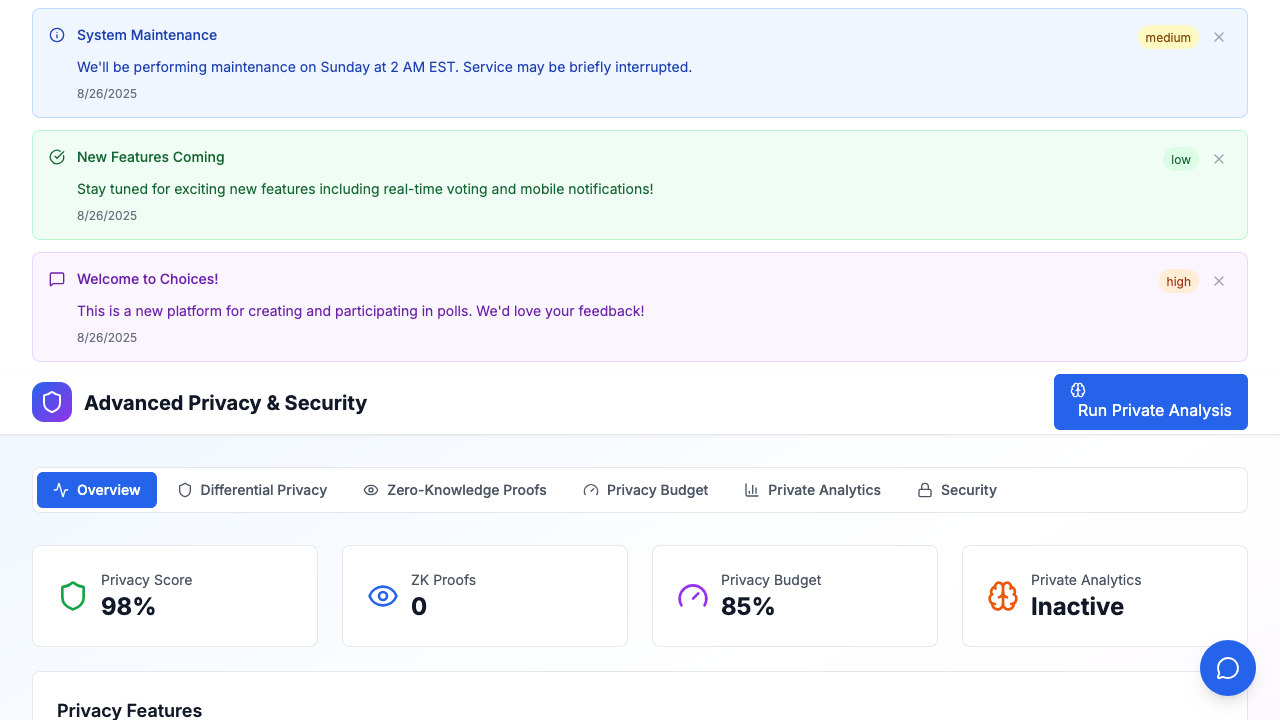 System Maintenance
medium
We'll be performing maintenance on Sunday at 2 AM EST. Service may be briefly interrupted.
8/26/2025
New Features Coming
low
Stay tuned for exciting new features including real-time voting and mobile notifications!
8/26/2025
Welcome to Choices!
high
This is a new platform for creating and participating in polls. We'd love your feedback!
8/26/2025
Advanced Privacy & Security
Run Private Analysis
Overview
Differential Privacy
Zero-Knowledge Proofs
Privacy Budget
Private Analytics
Security
Privacy Score
98%
ZK Proofs
0
Privacy Budget
85%
Private Analytics
Inactive
Privacy Features